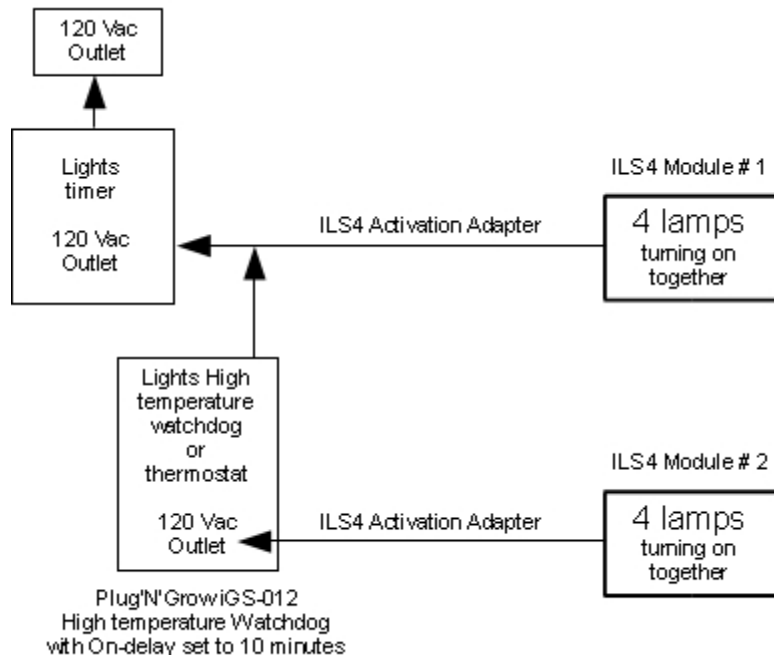 120 Vac
Outlet
Lights
timer
120 Vac
Outlet
ILS4 Activation Adapter
ILS4 Module # 1
4 lamps
turning on
together
Lights High
temperature
watchdog
or
thermostat
120 Vac
Outlet
ILS4 Activation Adapter
ILS4 Module # 2
4 lamps
turning on
together
Plug'N'GrowiGS-012
High temperature Watchdog
with On-delay set to 10 minutes